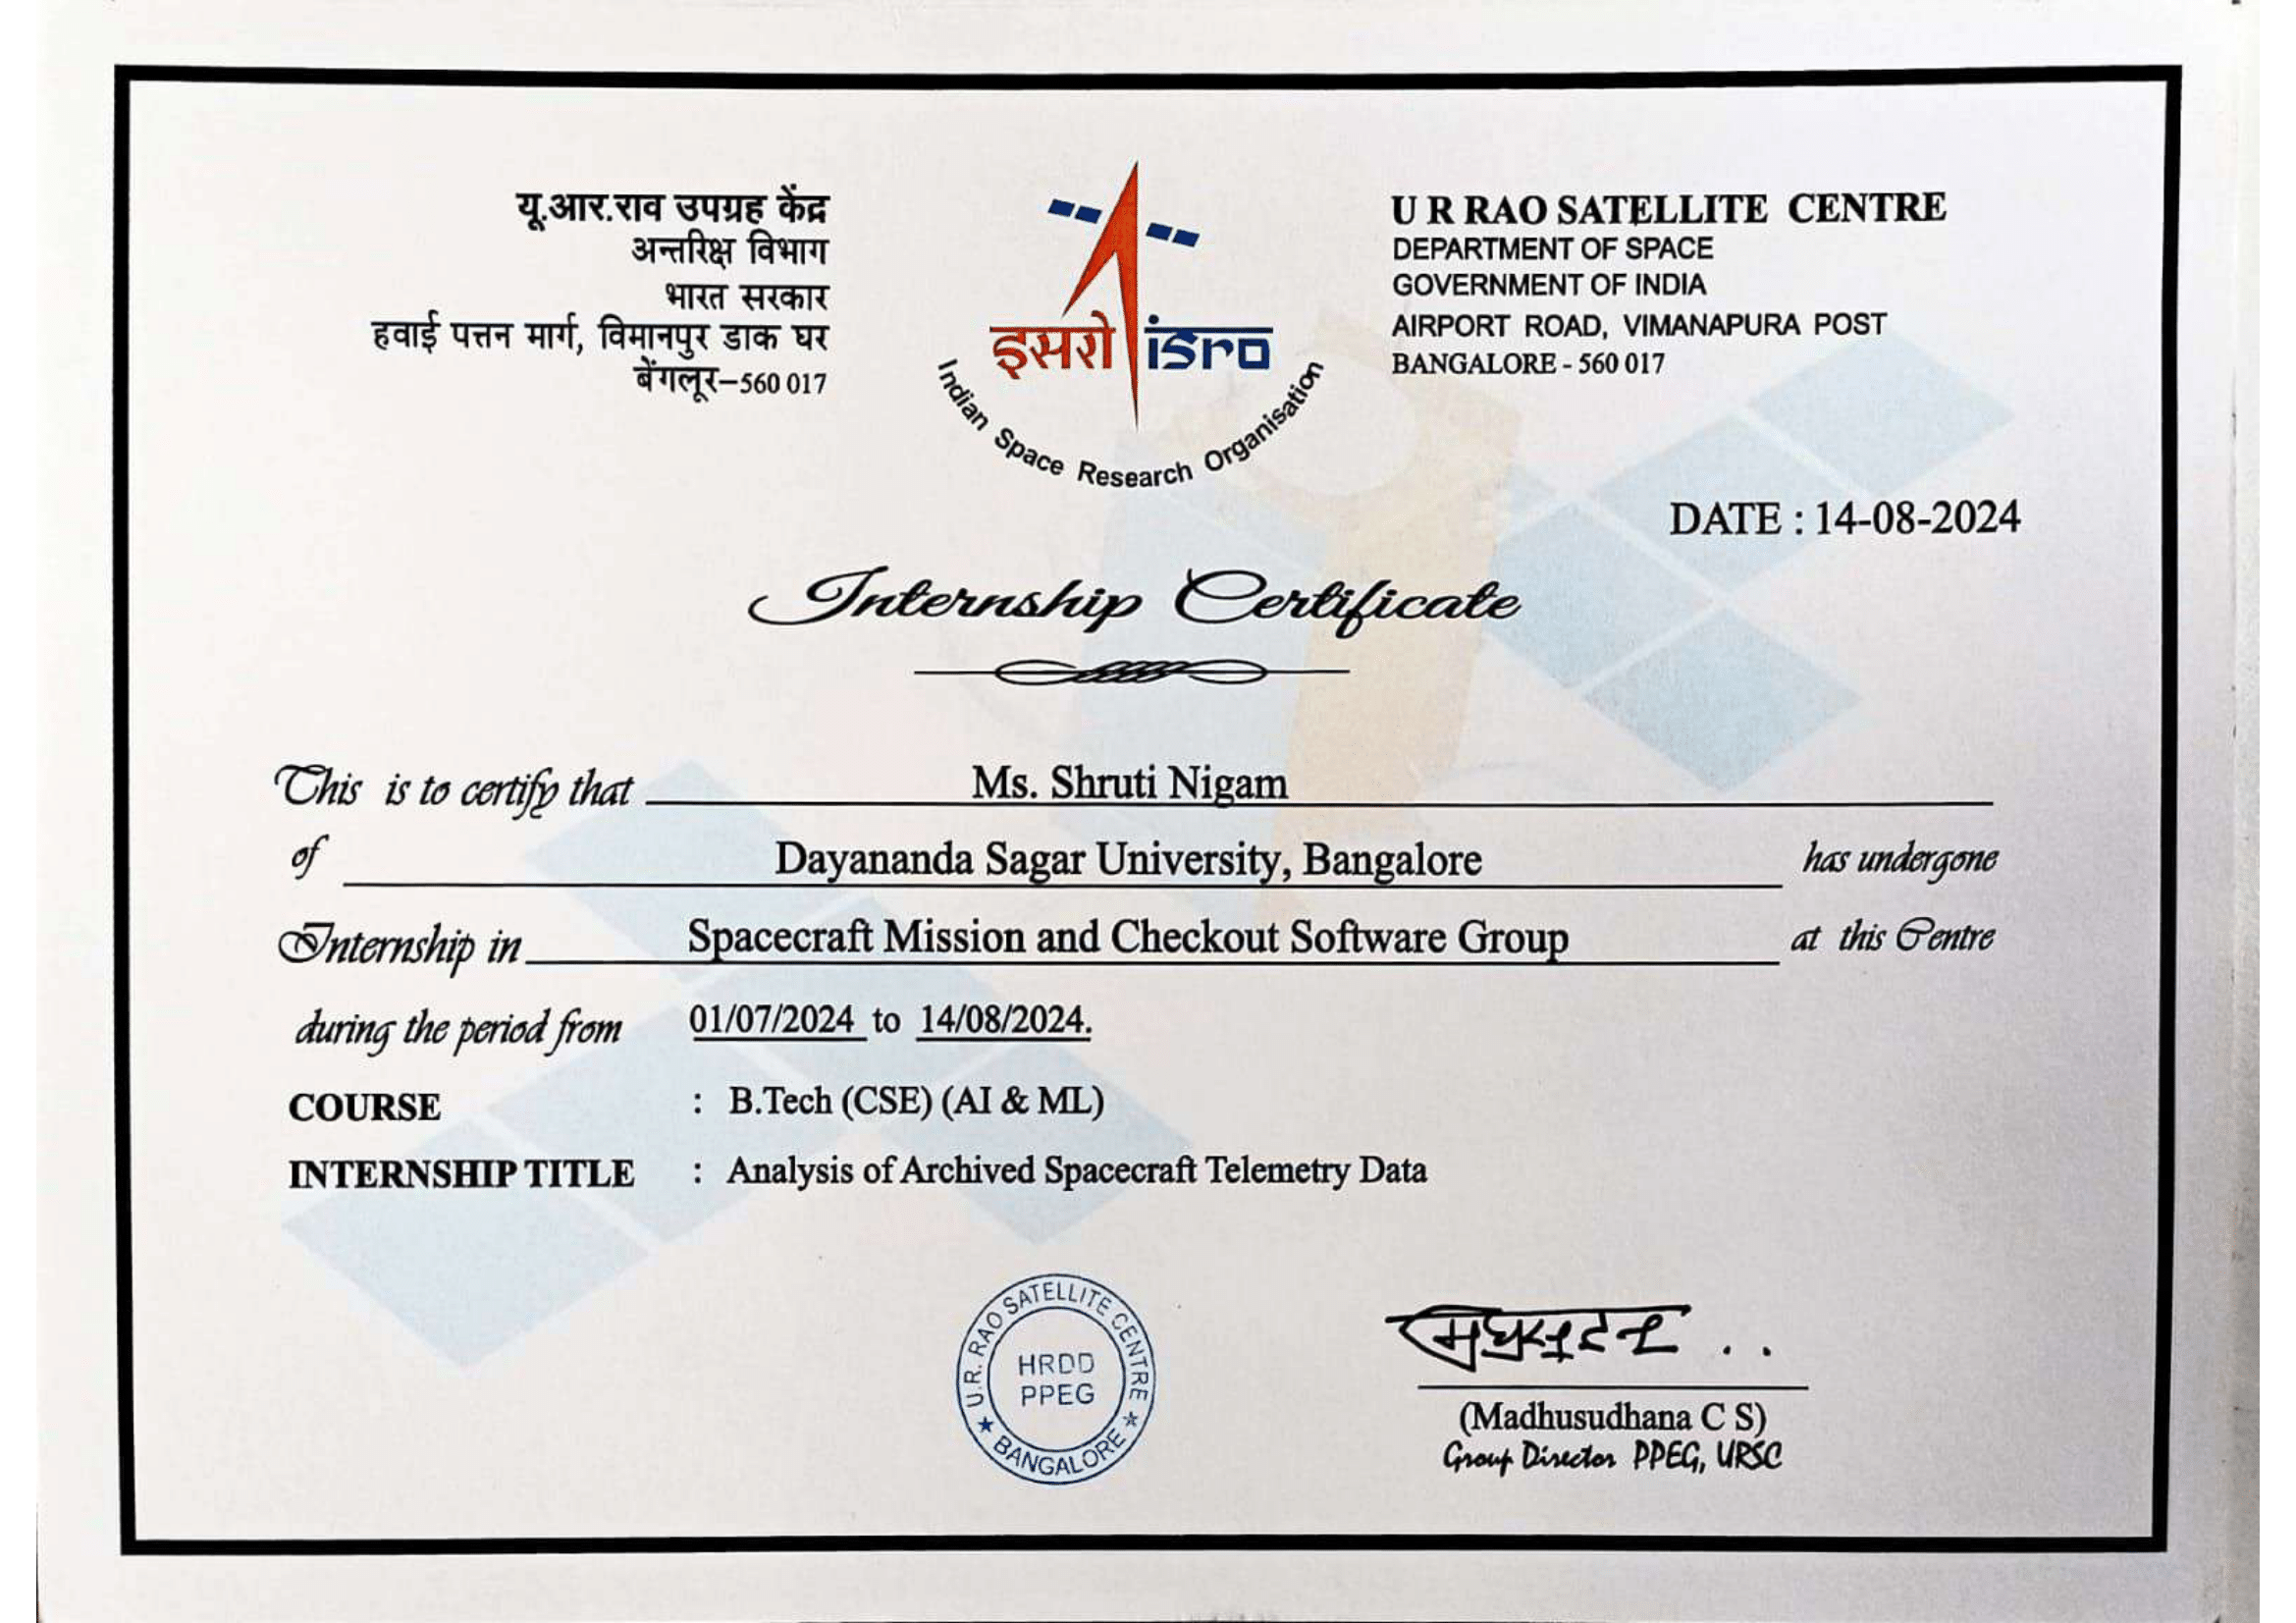 यू.आर.राव उपग्रह केंद्र
अन्तरिक्ष विभाग
भारत सरकार
हवाई पत्तन मार्ग, विमानपुर डाक घर
बेंगलूर–560 017
इसरो isro
Indian Space Research Organisation
U R RAO SATELLITE CENTRE
DEPARTMENT OF SPACE
GOVERNMENT OF INDIA
AIRPORT ROAD, VIMANAPURA POST
BANGALORE - 560 017
DATE : 14-08-2024
Internship Certificate
This is to certify that Ms. Shruti Nigam
of Dayananda Sagar University, Bangalore has undergone
Internship in Spacecraft Mission and Checkout Software Group at this Centre
during the period from 01/07/2024 to 14/08/2024.
COURSE : B.Tech (CSE) (AI & ML)
INTERNSHIP TITLE : Analysis of Archived Spacecraft Telemetry Data
U.R. RAO SATELLITE CENTRE
HRDD
PPEG
★ BANGALORE ★
(Madhusudhana C S)
Group Director PPEG, URSC